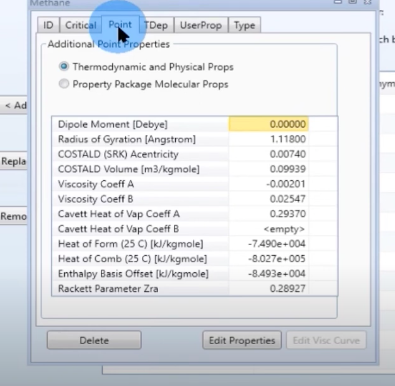 Methane
ID Critical Point TDep UserProp Type
Additional Point Properties
Thermodynamic and Physical Props
Property Package Molecular Props
Dipole Moment [Debye] 0.00000
Radius of Gyration [Angstrom] 1.11800
COSTALD (SRK) Acentricity 0.00740
COSTALD Volume [m3/kgmole] 0.09939
Viscosity Coeff A -0.00201
Viscosity Coeff B 0.02547
Cavett Heat of Vap Coeff A 0.29370
Cavett Heat of Vap Coeff B <empty>
Heat of Form (25 C) [kJ/kgmole] -7.490e+004
Heat of Comb (25 C) [kJ/kgmole] -8.027e+005
Enthalpy Basis Offset [kJ/kgmole] -8.493e+004
Rackett Parameter Zra 0.28927
Delete Edit Properties Edit Visc Curve
< Ad
Repla
Remo